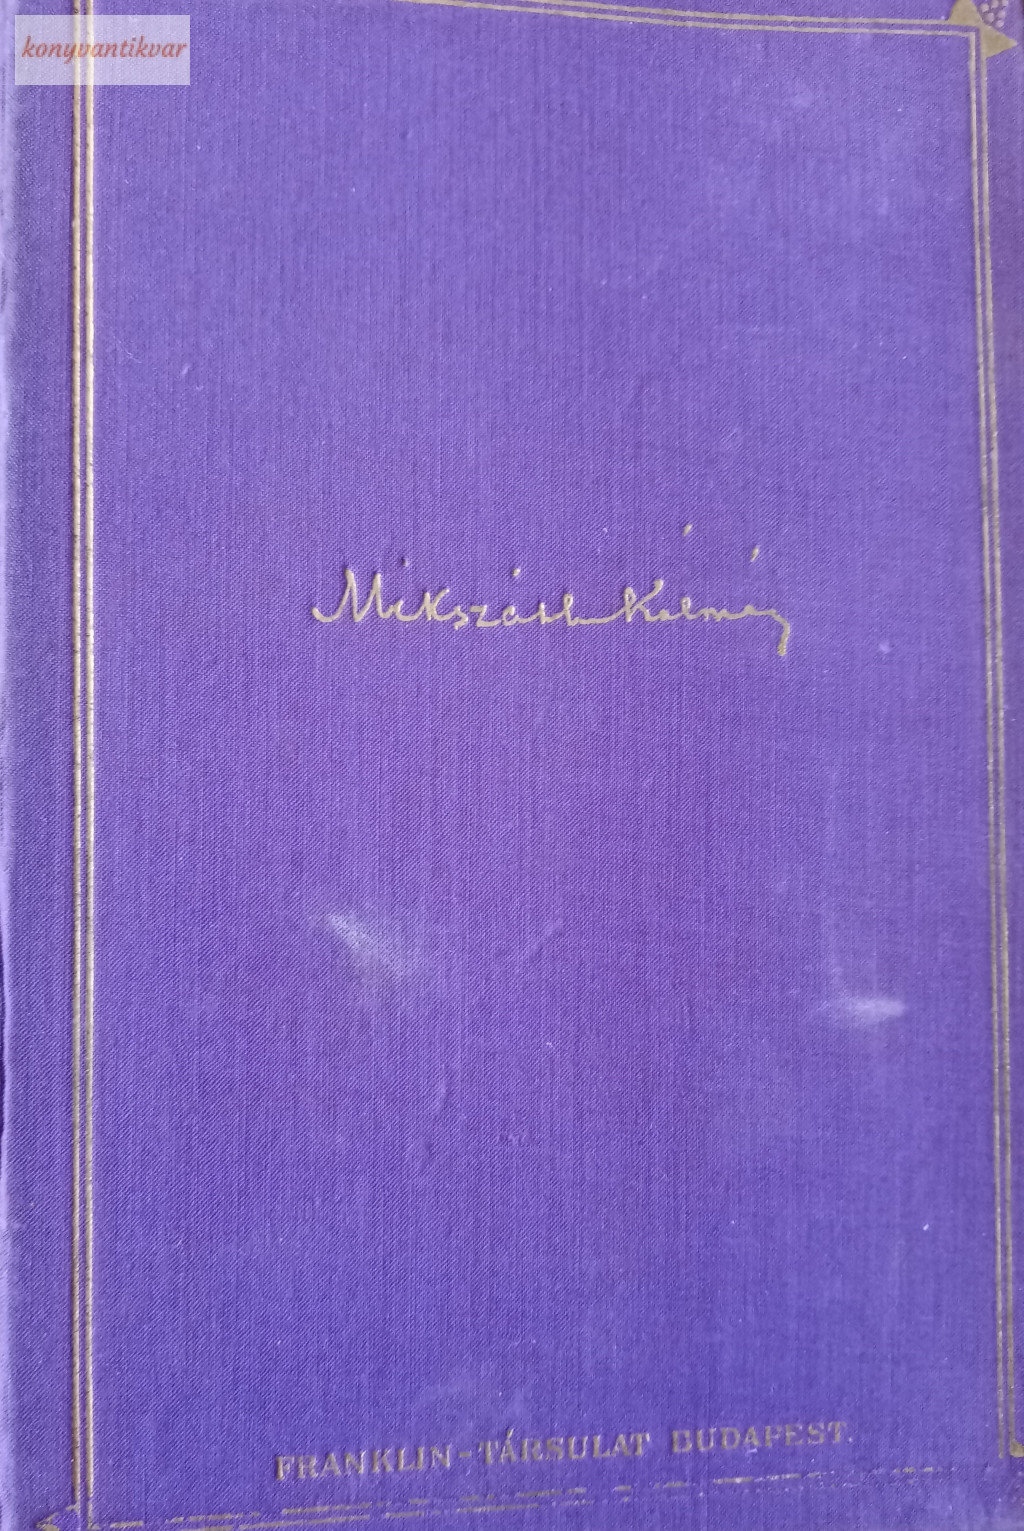 konyvantikvar
Mikszáth Kálmán
FRANKLIN-TÁRSULAT BUDAPEST.